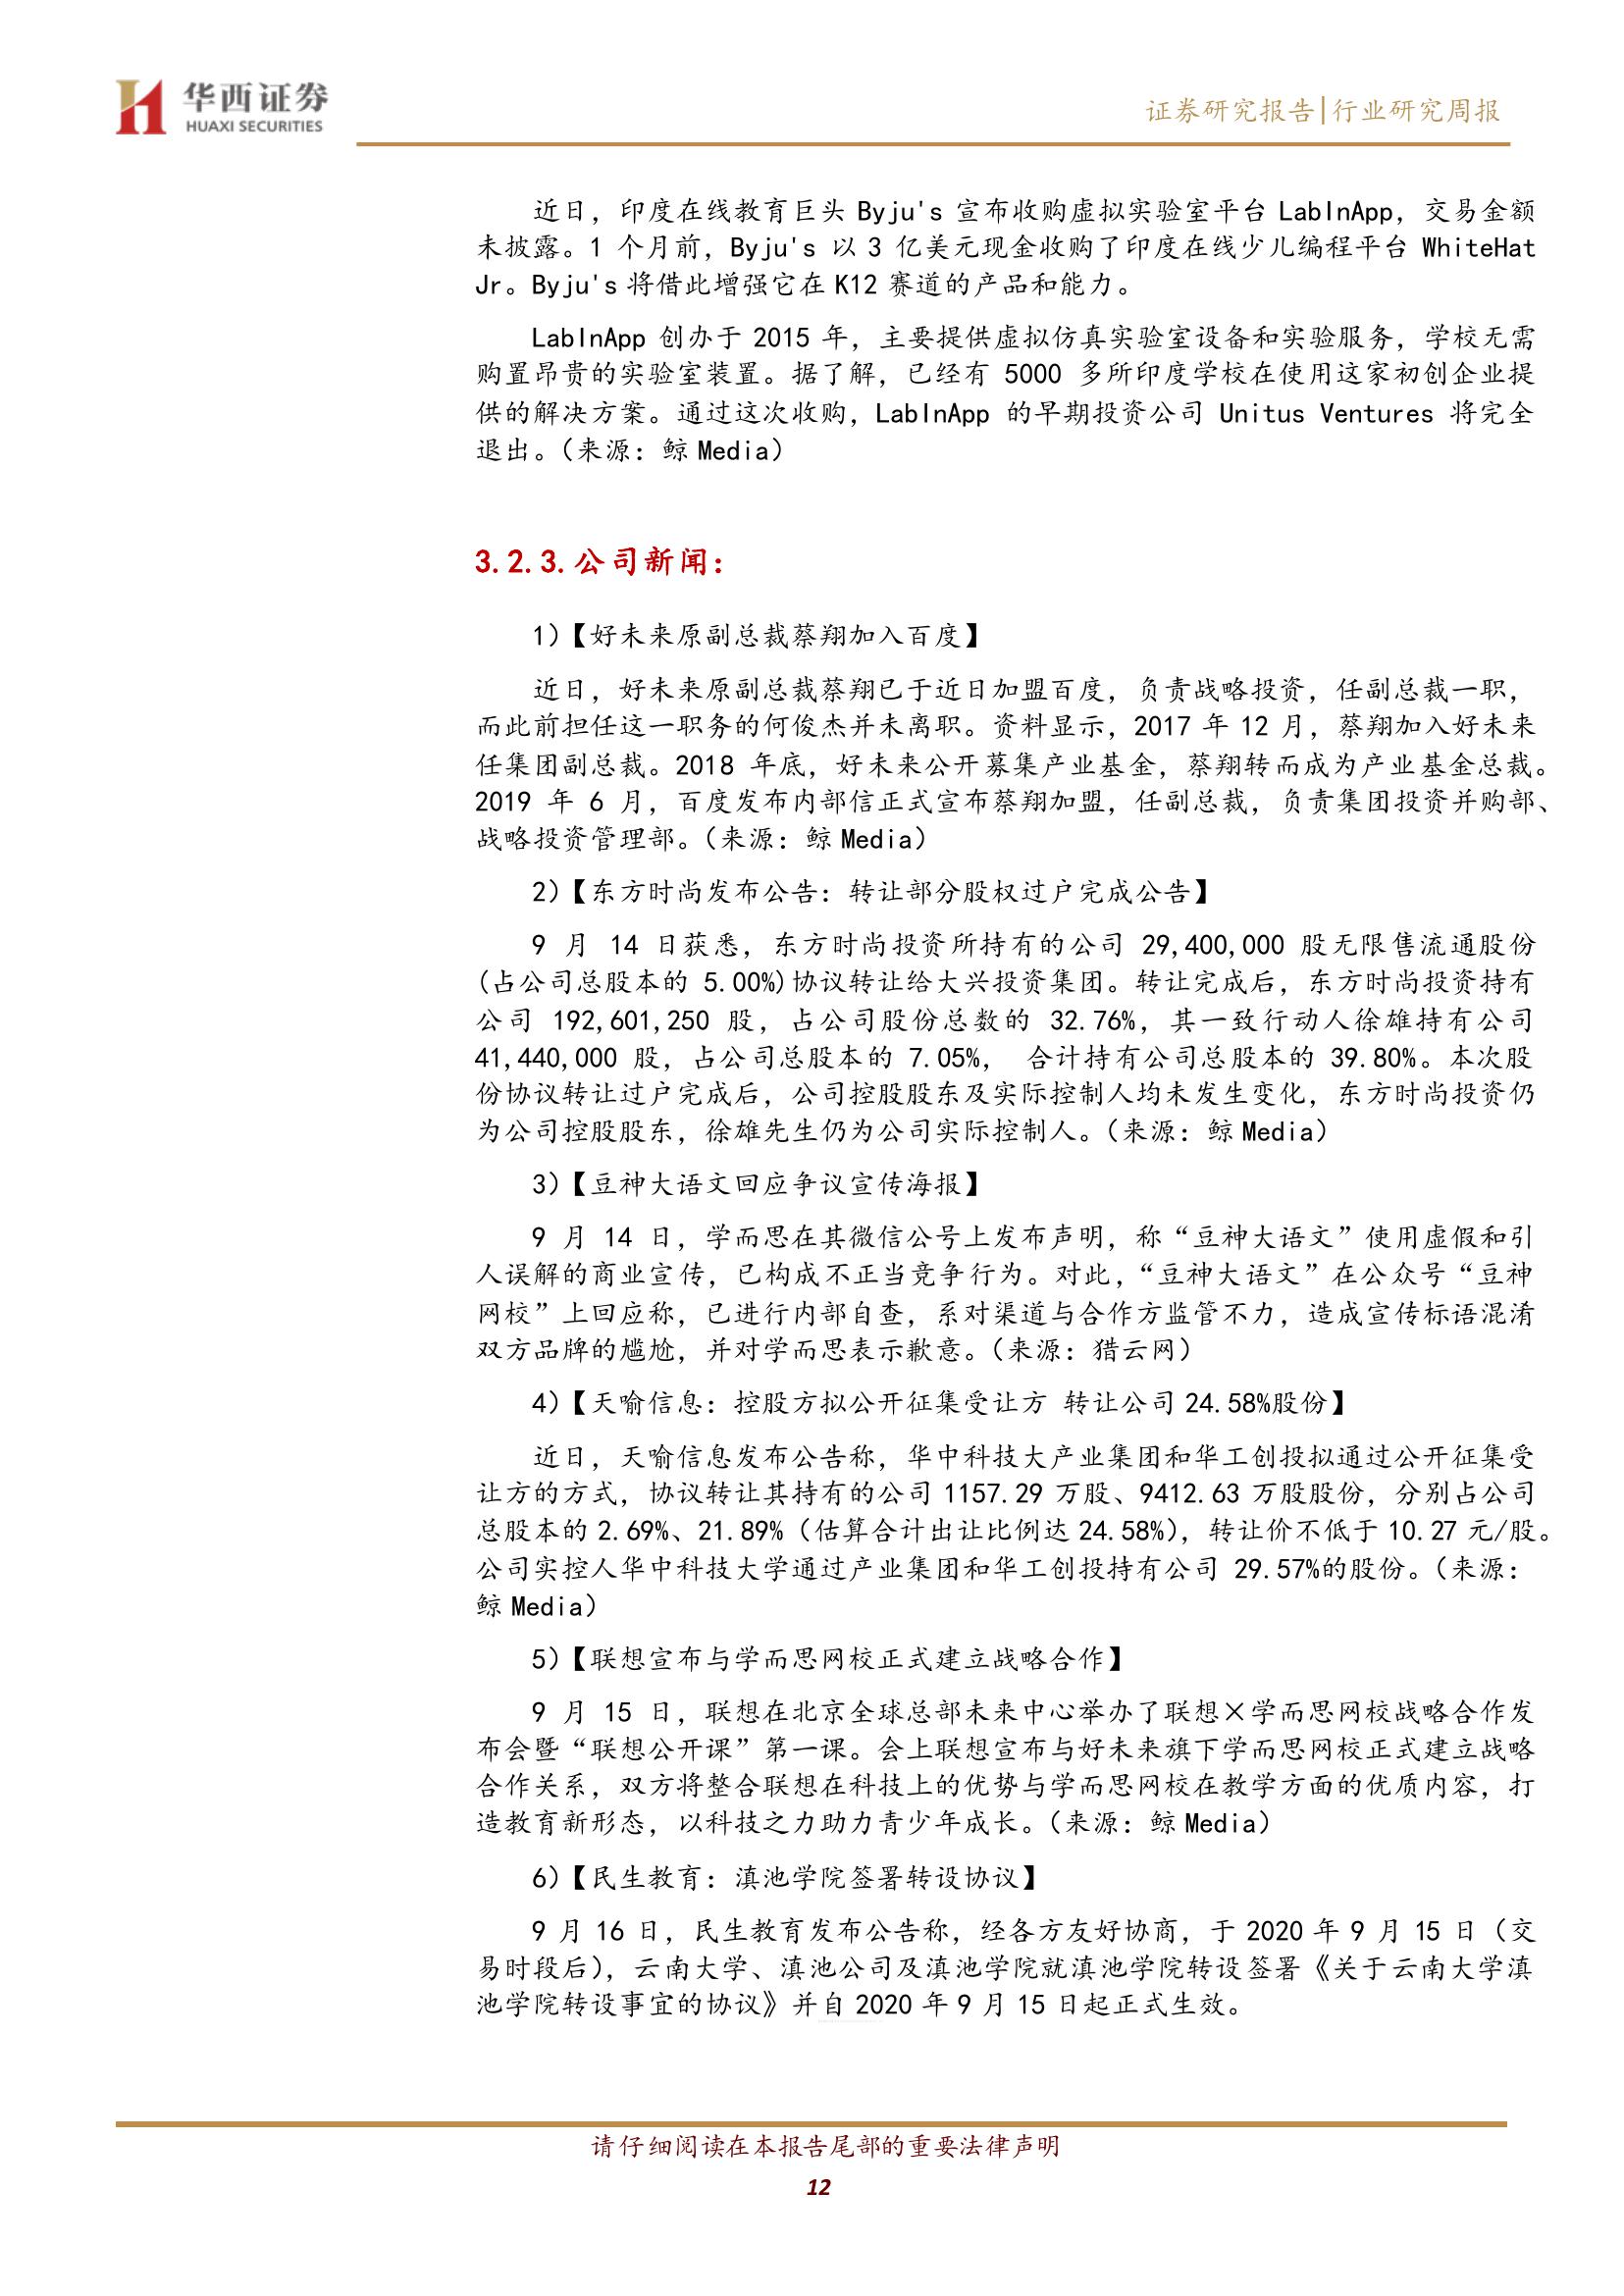 华西证券
HUAXI SECURITIES
证券研究报告|行业研究周报
近日，印度在线教育巨头 Byju's 宣布收购虚拟实验室平台 LabInApp，交易金额
未披露。1 个月前，Byju's 以 3 亿美元现金收购了印度在线少儿编程平台 WhiteHat
Jr。Byju's 将借此增强它在 K12 赛道的产品和能力。
LabInApp 创办于 2015 年，主要提供虚拟仿真实验室设备和实验服务，学校无需
购置昂贵的实验室装置。据了解，已经有 5000 多所印度学校在使用这家初创企业提
供的解决方案。通过这次收购，LabInApp 的早期投资公司 Unitus Ventures 将完全
退出。（来源：鲸 Media）
3.2.3.公司新闻：
1）【好未来原副总裁蔡翔加入百度】
近日，好未来原副总裁蔡翔已于近日加盟百度，负责战略投资，任副总裁一职，
而此前担任这一职务的何俊杰并未离职。资料显示，2017 年 12 月，蔡翔加入好未来
任集团副总裁。2018 年底，好未来公开募集产业基金，蔡翔转而成为产业基金总裁。
2019 年 6 月，百度发布内部信正式宣布蔡翔加盟，任副总裁，负责集团投资并购部、
战略投资管理部。（来源：鲸 Media）
2）【东方时尚发布公告：转让部分股权过户完成公告】
9 月 14 日获悉，东方时尚投资所持有的公司 29,400,000 股无限售流通股份
(占公司总股本的 5.00%)协议转让给大兴投资集团。转让完成后，东方时尚投资持有
公司 192,601,250 股，占公司股份总数的 32.76%，其一致行动人徐雄持有公司
41,440,000 股，占公司总股本的 7.05%， 合计持有公司总股本的 39.80%。本次股
份协议转让过户完成后，公司控股股东及实际控制人均未发生变化，东方时尚投资仍
为公司控股股东，徐雄先生仍为公司实际控制人。（来源：鲸 Media）
3）【豆神大语文回应争议宣传海报】
9 月 14 日，学而思在其微信公号上发布声明，称“豆神大语文”使用虚假和引
人误解的商业宣传，已构成不正当竞争行为。对此，“豆神大语文”在公众号“豆神
网校”上回应称，已进行内部自查，系对渠道与合作方监管不力，造成宣传标语混淆
双方品牌的尴尬，并对学而思表示歉意。（来源：猎云网）
4）【天喻信息：控股方拟公开征集受让方 转让公司 24.58%股份】
近日，天喻信息发布公告称，华中科技大产业集团和华工创投拟通过公开征集受
让方的方式，协议转让其持有的公司 1157.29 万股、9412.63 万股股份，分别占公司
总股本的 2.69%、21.89%（估算合计出让比例达 24.58%），转让价不低于 10.27 元/股。
公司实控人华中科技大学通过产业集团和华工创投持有公司 29.57%的股份。（来源：
鲸 Media）
5）【联想宣布与学而思网校正式建立战略合作】
9 月 15 日，联想在北京全球总部未来中心举办了联想×学而思网校战略合作发
布会暨“联想公开课”第一课。会上联想宣布与好未来旗下学而思网校正式建立战略
合作关系，双方将整合联想在科技上的优势与学而思网校在教学方面的优质内容，打
造教育新形态，以科技之力助力青少年成长。（来源：鲸 Media）
6）【民生教育：滇池学院签署转设协议】
9 月 16 日，民生教育发布公告称，经各方友好协商，于 2020 年 9 月 15 日（交
易时段后），云南大学、滇池公司及滇池学院就滇池学院转设签署《关于云南大学滇
池学院转设事宜的协议》并自 2020 年 9 月 15 日起正式生效。
请仔细阅读在本报告尾部的重要法律声明
12